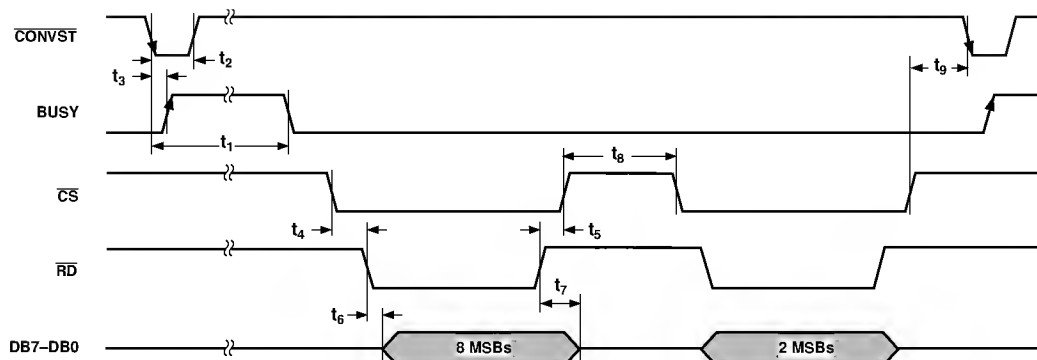 CONVST
t2
t3
t9
BUSY
t1
t8
CS
t4
t5
RD
t7
t6
DB7–DB0
8 MSBs
2 MSBs